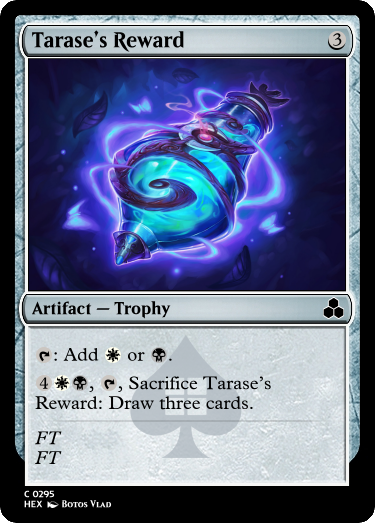 Tarase's Reward 3
Artifact — Trophy
: Add or .
4 , , Sacrifice Tarase's
Reward: Draw three cards.
FT
FT
C 0295
HEX Botos Vlad